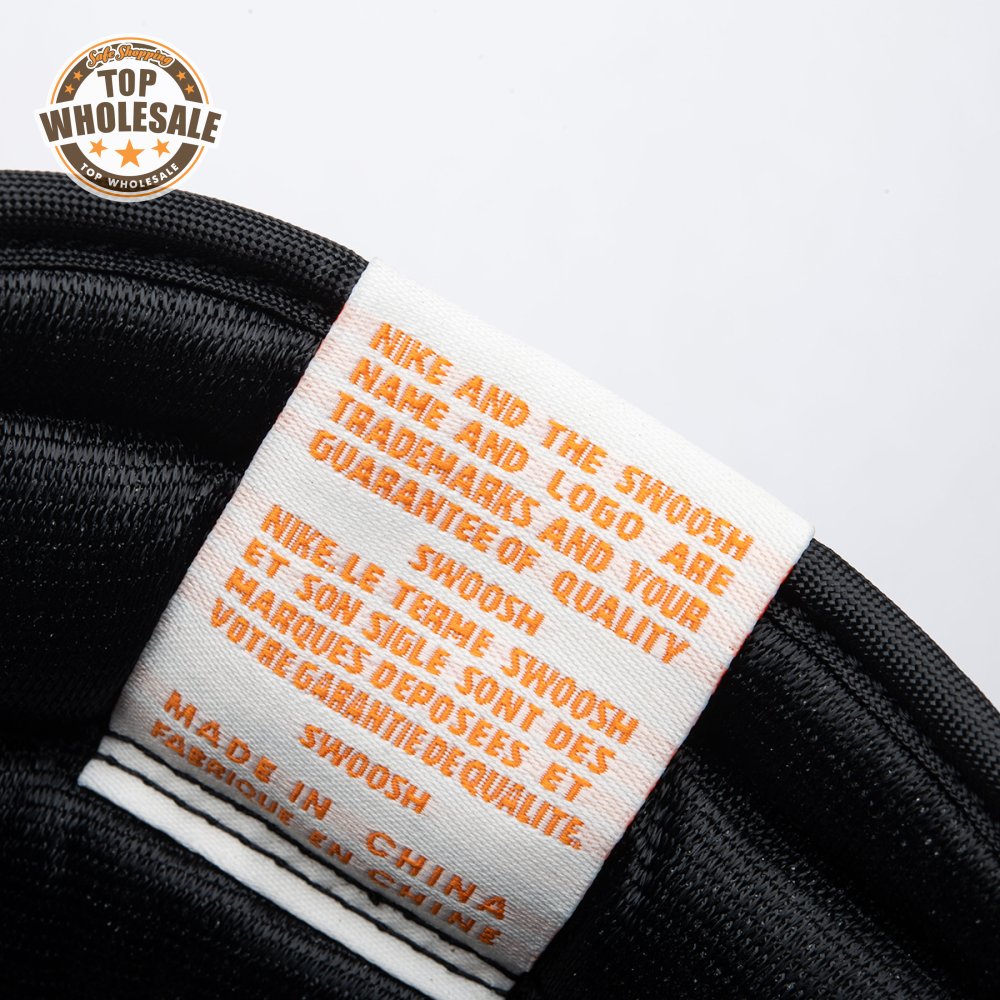 Safe Shopping
TOP
WHOLESALE
TOP WHOLESALE
NIKE AND THE SWOOSH
NAME AND LOGO ARE
TRADEMARKS AND YOUR
GUARANTEE OF QUALITY
SWOOSH
NIKE.LE TERME SWOOSH
ET SON SIGLE SONT DES
MARQUES DEPOSEES ET
VOTRE GARANTIE DE QUALITE.
SWOOSH
MADE IN CHINA
FABRIQUE EN CHINE